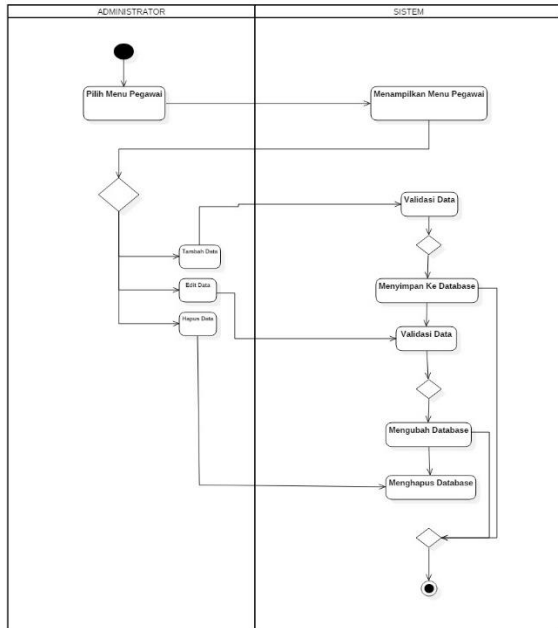 ADMINISTRATOR
SISTEM
Pilih Menu Pegawai
Menampilkan Menu Pegawai
Validasi Data
Tambah Data
Edit Data
Menyimpan Ke Database
Hapus Data
Validasi Data
Mengubah Database
Menghapus Database